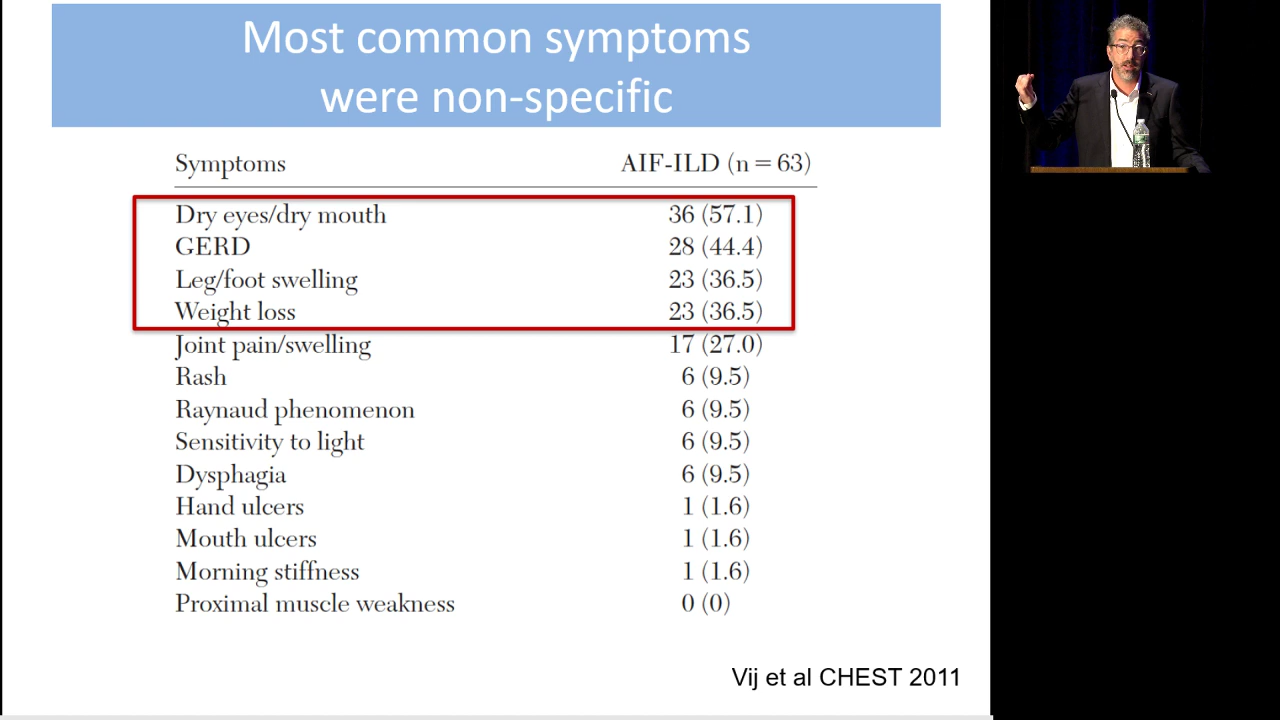 Most common symptoms
were non-specific
Symptoms AIF-ILD (n = 63)
Dry eyes/dry mouth 36 (57.1)
GERD 28 (44.4)
Leg/foot swelling 23 (36.5)
Weight loss 23 (36.5)
Joint pain/swelling 17 (27.0)
Rash 6 (9.5)
Raynaud phenomenon 6 (9.5)
Sensitivity to light 6 (9.5)
Dysphagia 6 (9.5)
Hand ulcers 1 (1.6)
Mouth ulcers 1 (1.6)
Morning stiffness 1 (1.6)
Proximal muscle weakness 0 (0)
Vij et al CHEST 2011